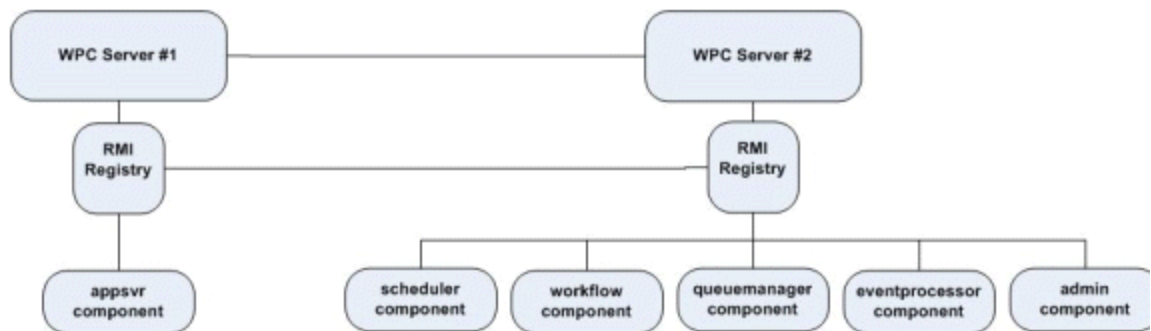 WPC Server #1
WPC Server #2
RMI
Registry
RMI
Registry
appsvr
component
scheduler
component
workflow
component
queuemanager
component
eventprocessor
component
admin
component